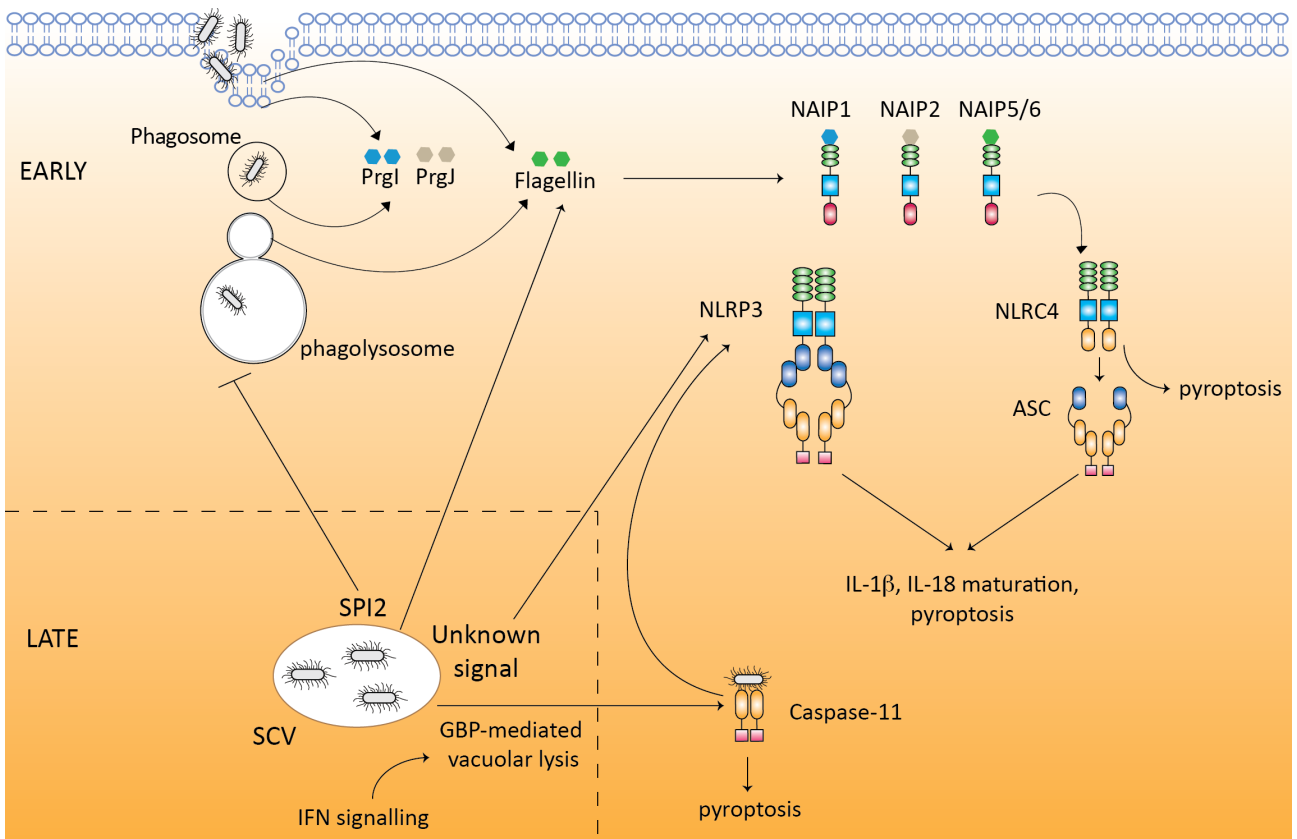 NAIP1 NAIP2 NAIP5/6
Phagosome
EARLY
PrgI PrgJ Flagellin
NLRP3
NLRC4
phagolysosome
pyroptosis
ASC
IL-1β, IL-18 maturation,
pyroptosis
SPI2
LATE
Unknown
signal
SCV
Caspase-11
GBP-mediated
vacuolar lysis
IFN signalling
pyroptosis